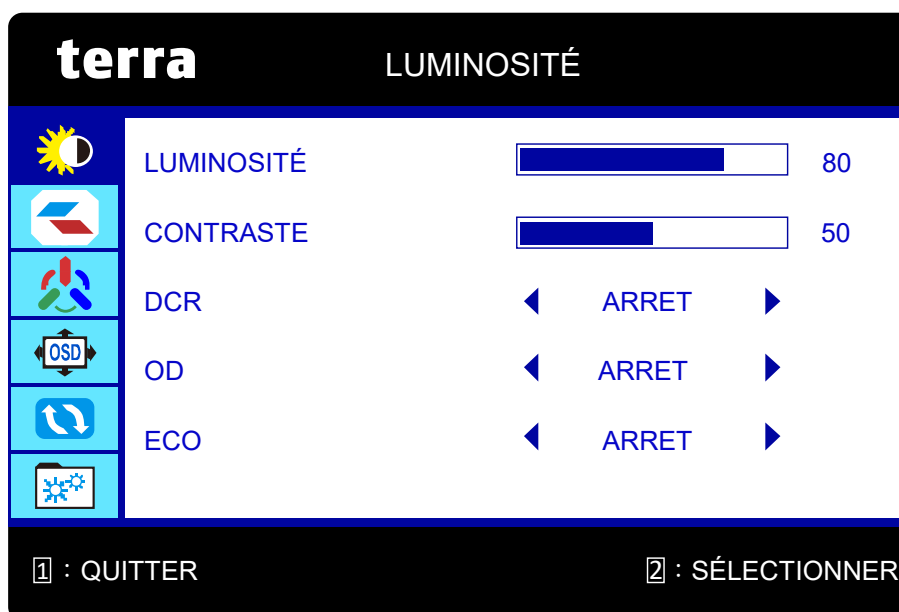 terra LUMINOSITÉ
LUMINOSITÉ 80
CONTRASTE 50
DCR ARRET
OSD
OD ARRET
ECO ARRET
1 : QUITTER 2 : SÉLECTIONNER